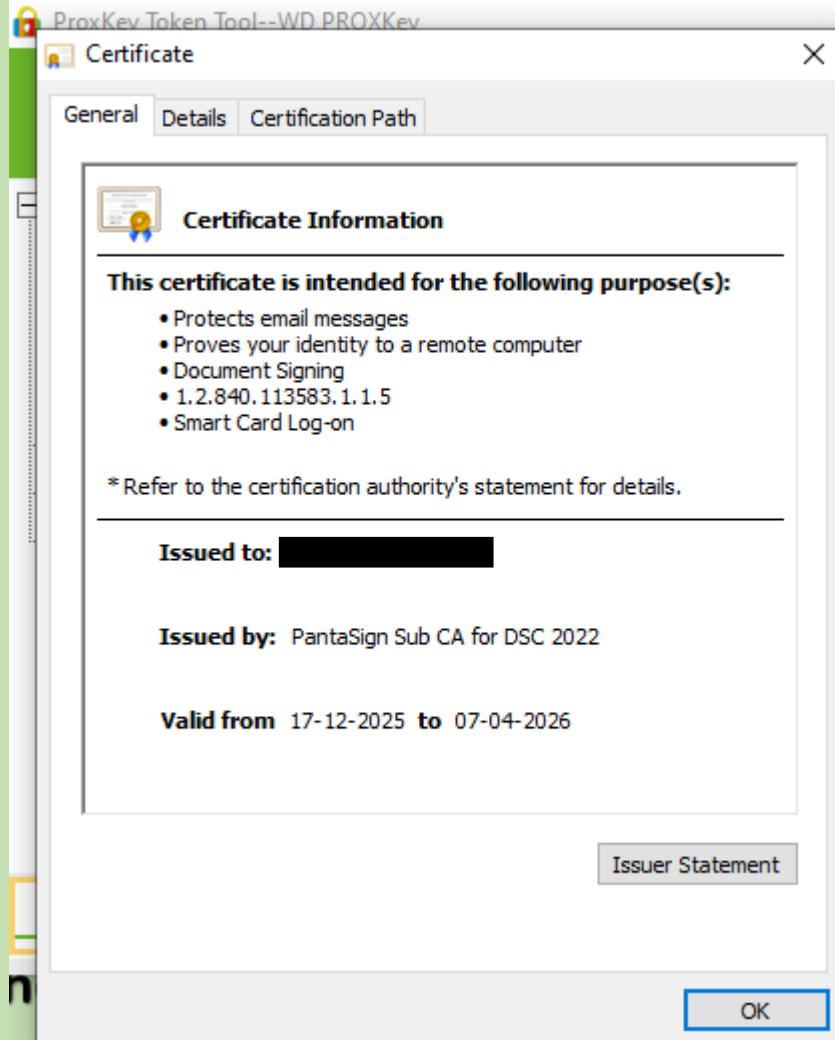 ProxKey Token Tool--WD PROXKey
Certificate
General Details Certification Path
Certificate Information
This certificate is intended for the following purpose(s):
• Protects email messages
• Proves your identity to a remote computer
• Document Signing
• 1.2.840.113583.1.1.5
• Smart Card Log-on
* Refer to the certification authority's statement for details.
Issued to:
Issued by: PantaSign Sub CA for DSC 2022
Valid from 17-12-2025 to 07-04-2026
Issuer Statement
n
OK